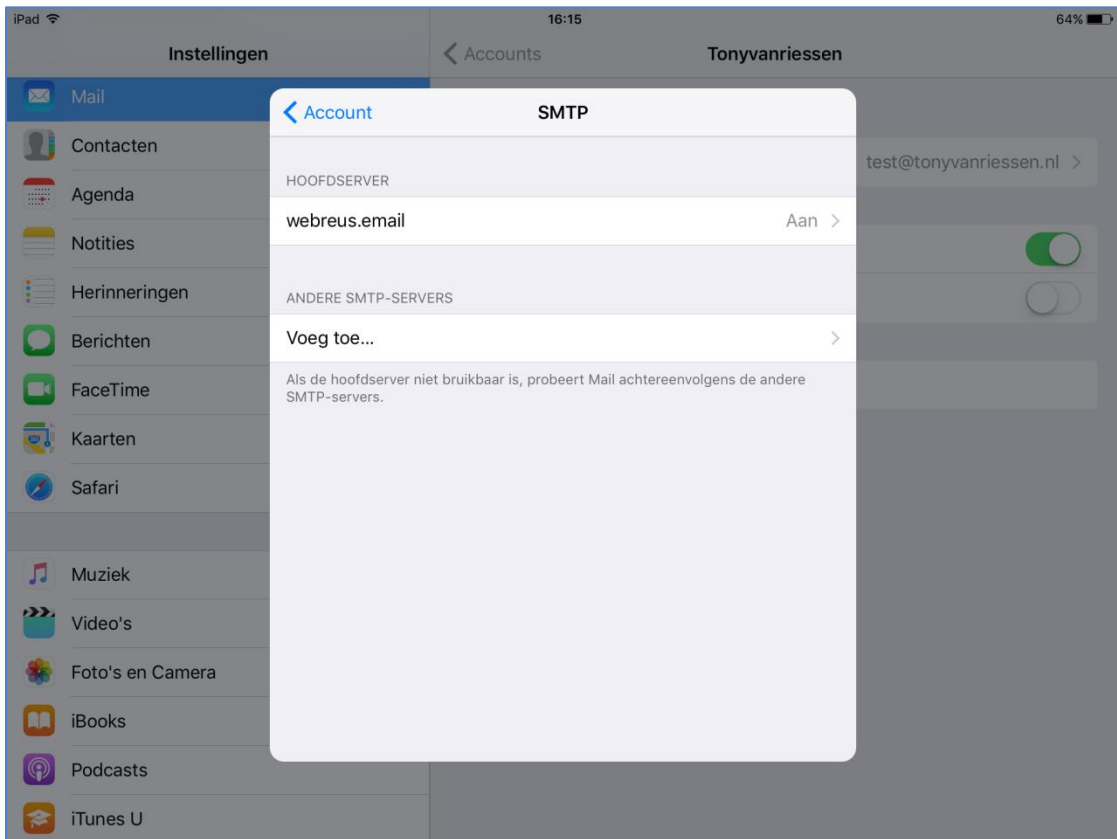 iPad 16:15 64%
Instellingen
Accounts Tonyvanriessen
Mail
Contacten
Agenda
Notities
Herinneringen
Berichten
FaceTime
Kaarten
Safari
Muziek
Video's
Foto's en Camera
iBooks
Podcasts
iTunes U
Account SMTP
HOOFDSERVER
webreus.email Aan
ANDERE SMTP-SERVERS
Voeg toe...
Als de hoofdserver niet bruikbaar is, probeert Mail achtereenvolgens de andere
SMTP-servers.
test@tonyvanriessen.nl